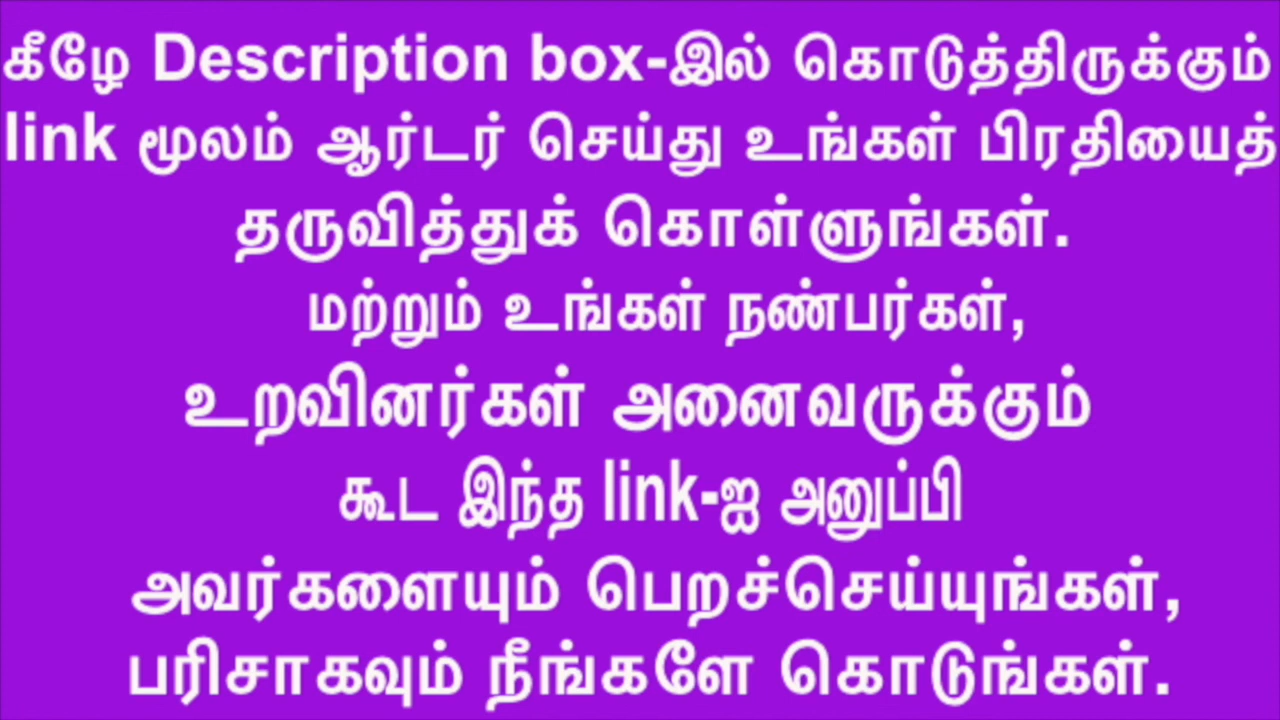 கீழே Description box-இல் கொடுத்திருக்கும்
link மூலம் ஆர்டர் செய்து உங்கள் பிரதியைத்
தருவித்துக் கொள்ளுங்கள்.
மற்றும் உங்கள் நண்பர்கள்,
உறவினர்கள் அனைவருக்கும்
கூட இந்த link-ஐ அனுப்பி
அவர்களையும் பெறச்செய்யுங்கள்,
பரிசாகவும் நீங்களே கொடுங்கள்.